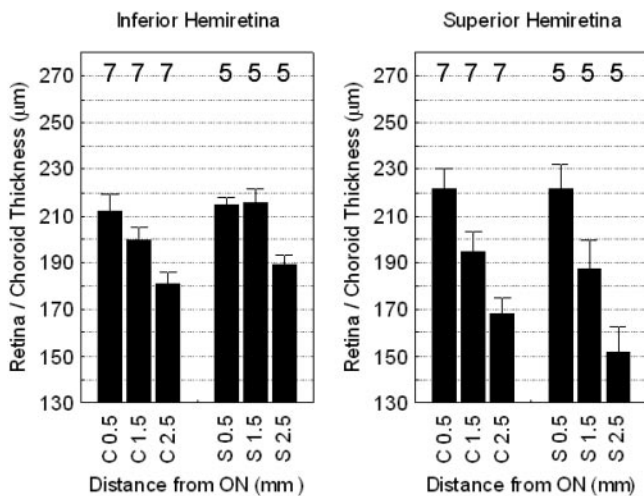 Inferior Hemiretina
Retina / Choroid Thickness (μm)
270
250
230
210
190
170
150
130
7 7 7 5 5 5
C 0.5 C 1.5 C 2.5 S 0.5 S 1.5 S 2.5
Distance from ON (mm )
Superior Hemiretina
Retina / Choroid Thickness (μm)
270
250
230
210
190
170
150
130
7 7 7 5 5 5
C 0.5 C 1.5 C 2.5 S 0.5 S 1.5 S 2.5
Distance from ON (mm)